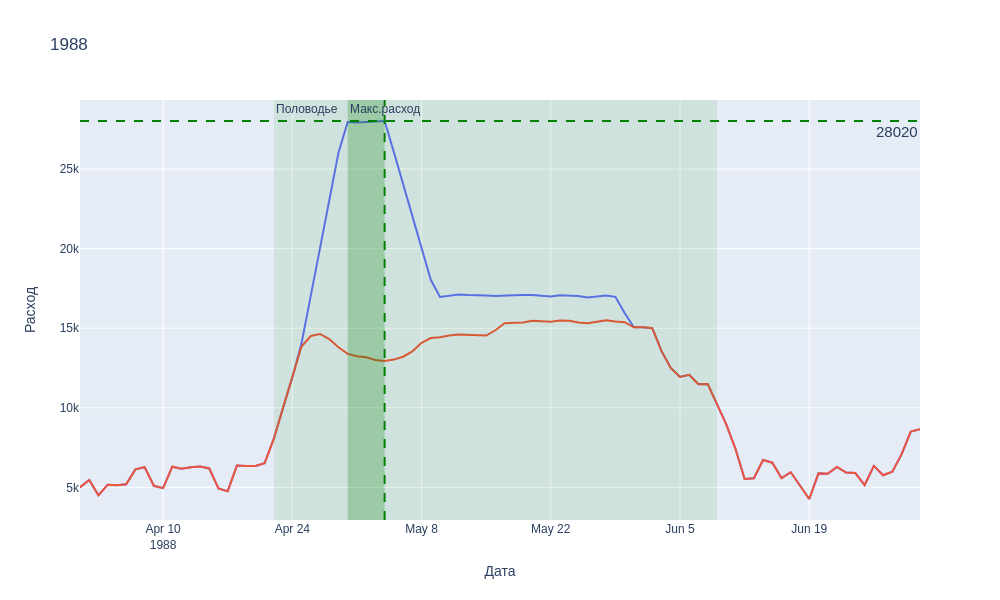 1988
Половодье
Макс.расход
28020
25k
20k
15k
10k
5k
Расход
Apr 10
1988
Apr 24
May 8
May 22
Jun 5
Jun 19
Дата